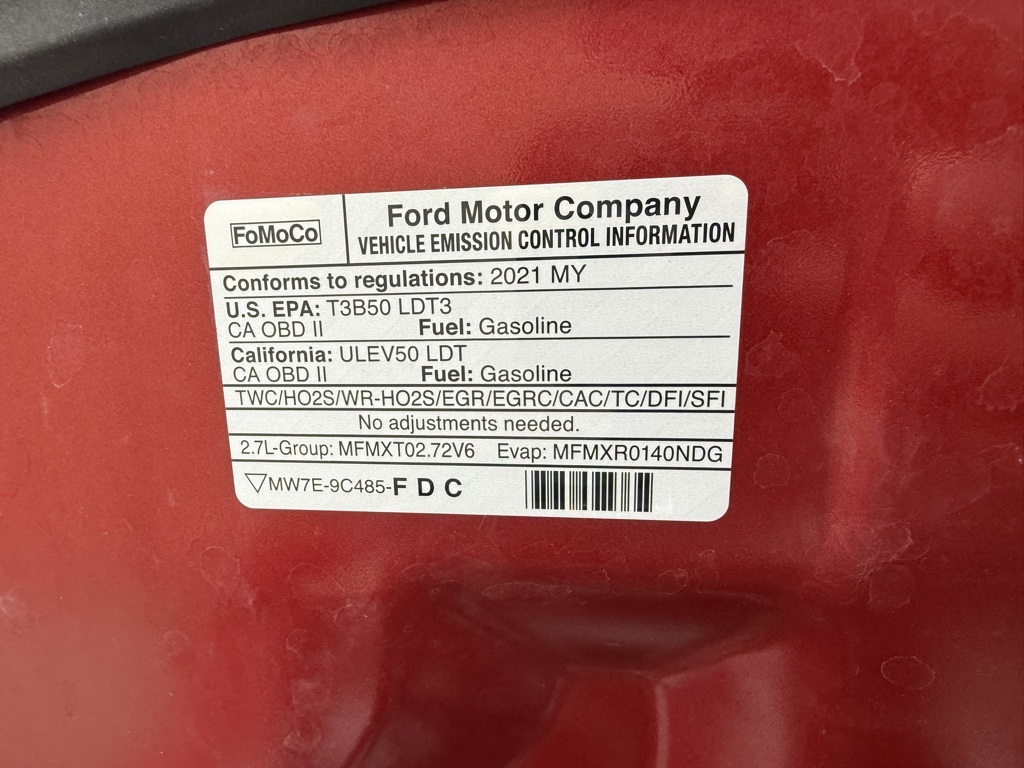 FoMoCo
Ford Motor Company
VEHICLE EMISSION CONTROL INFORMATION
Conforms to regulations: 2021 MY
U.S. EPA: T3B50 LDT3
CA OBD II Fuel: Gasoline
California: ULEV50 LDT
CA OBD II Fuel: Gasoline
TWC/HO2S/WR-HO2S/EGR/EGRC/CAC/TC/DFI/SFI
No adjustments needed.
2.7L-Group: MFMXT02.72V6 Evap: MFMXR0140NDG
MW7E-9C485-F D C